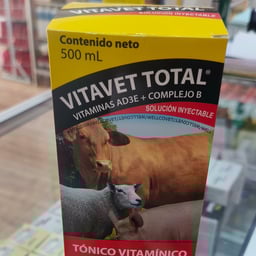 Contenido neto
500 mL
VITAVET TOTAL®
VITAMINAS AD3E + COMPLEJO B
SOLUCIÓN INYECTABLE
TÓNICO VITAMÍNICO